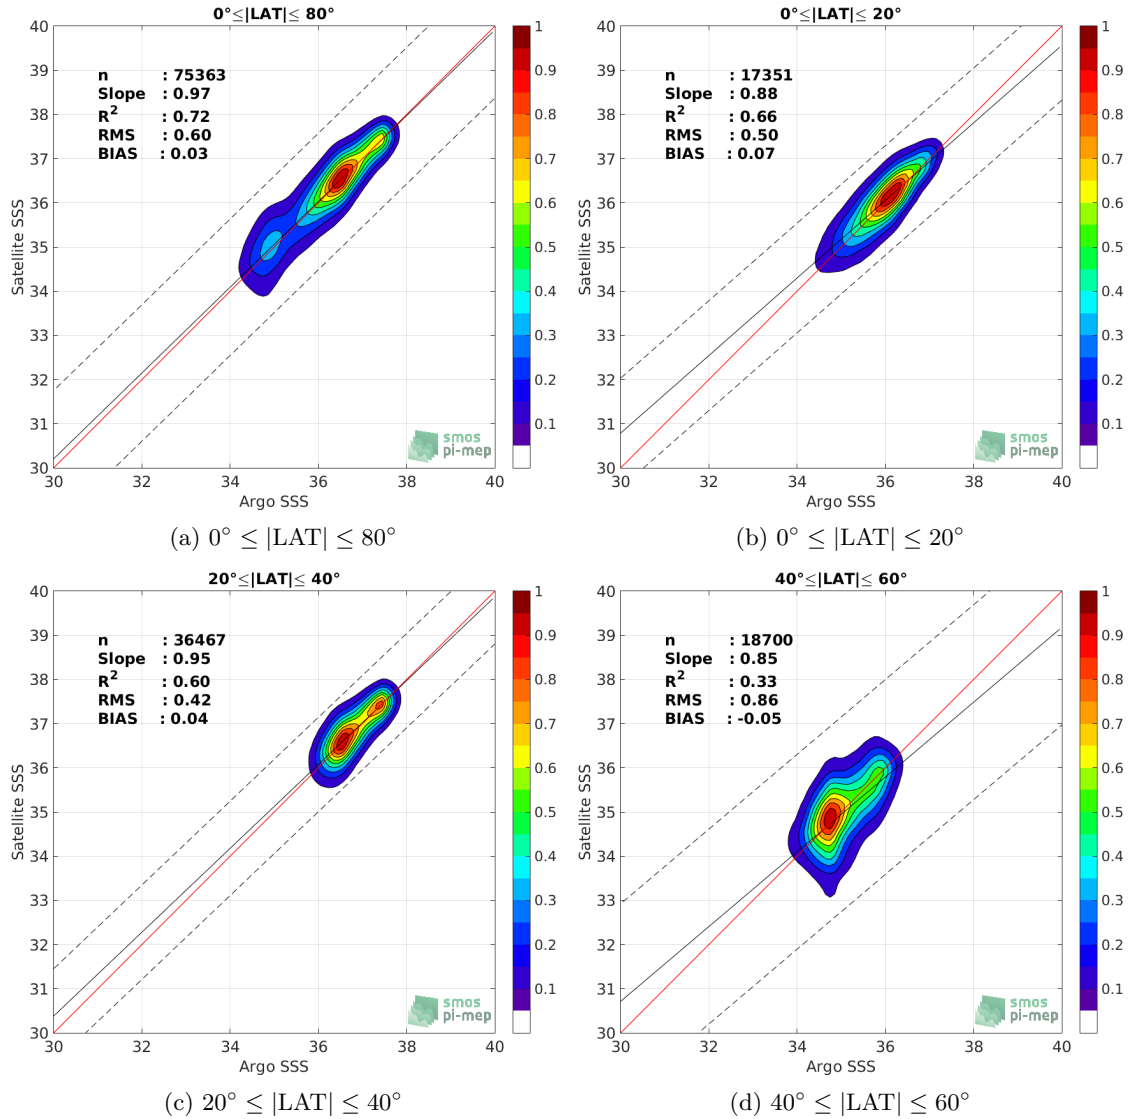 0°≤|LAT|≤ 80°
n : 75363
Slope : 0.97
R² : 0.72
RMS : 0.60
BIAS : 0.03
40
39
38
37
36
35
34
33
32
31
30
Satellite SSS
30 32 34 36 38 40
Argo SSS
1
0.9
0.8
0.7
0.6
0.5
0.4
0.3
0.2
0.1
smos
pi-mep
(a) 0° ≤ |LAT| ≤ 80°
0°≤|LAT|≤ 20°
n : 17351
Slope : 0.88
R² : 0.66
RMS : 0.50
BIAS : 0.07
40
39
38
37
36
35
34
33
32
31
30
Satellite SSS
30 32 34 36 38 40
Argo SSS
1
0.9
0.8
0.7
0.6
0.5
0.4
0.3
0.2
0.1
smos
pi-mep
(b) 0° ≤ |LAT| ≤ 20°
20°≤|LAT|≤ 40°
n : 36467
Slope : 0.95
R² : 0.60
RMS : 0.42
BIAS : 0.04
40
39
38
37
36
35
34
33
32
31
30
Satellite SSS
30 32 34 36 38 40
Argo SSS
1
0.9
0.8
0.7
0.6
0.5
0.4
0.3
0.2
0.1
smos
pi-mep
(c) 20° ≤ |LAT| ≤ 40°
40°≤|LAT|≤ 60°
n : 18700
Slope : 0.85
R² : 0.33
RMS : 0.86
BIAS : -0.05
40
39
38
37
36
35
34
33
32
31
30
Satellite SSS
30 32 34 36 38 40
Argo SSS
1
0.9
0.8
0.7
0.6
0.5
0.4
0.3
0.2
0.1
smos
pi-mep
(d) 40° ≤ |LAT| ≤ 60°